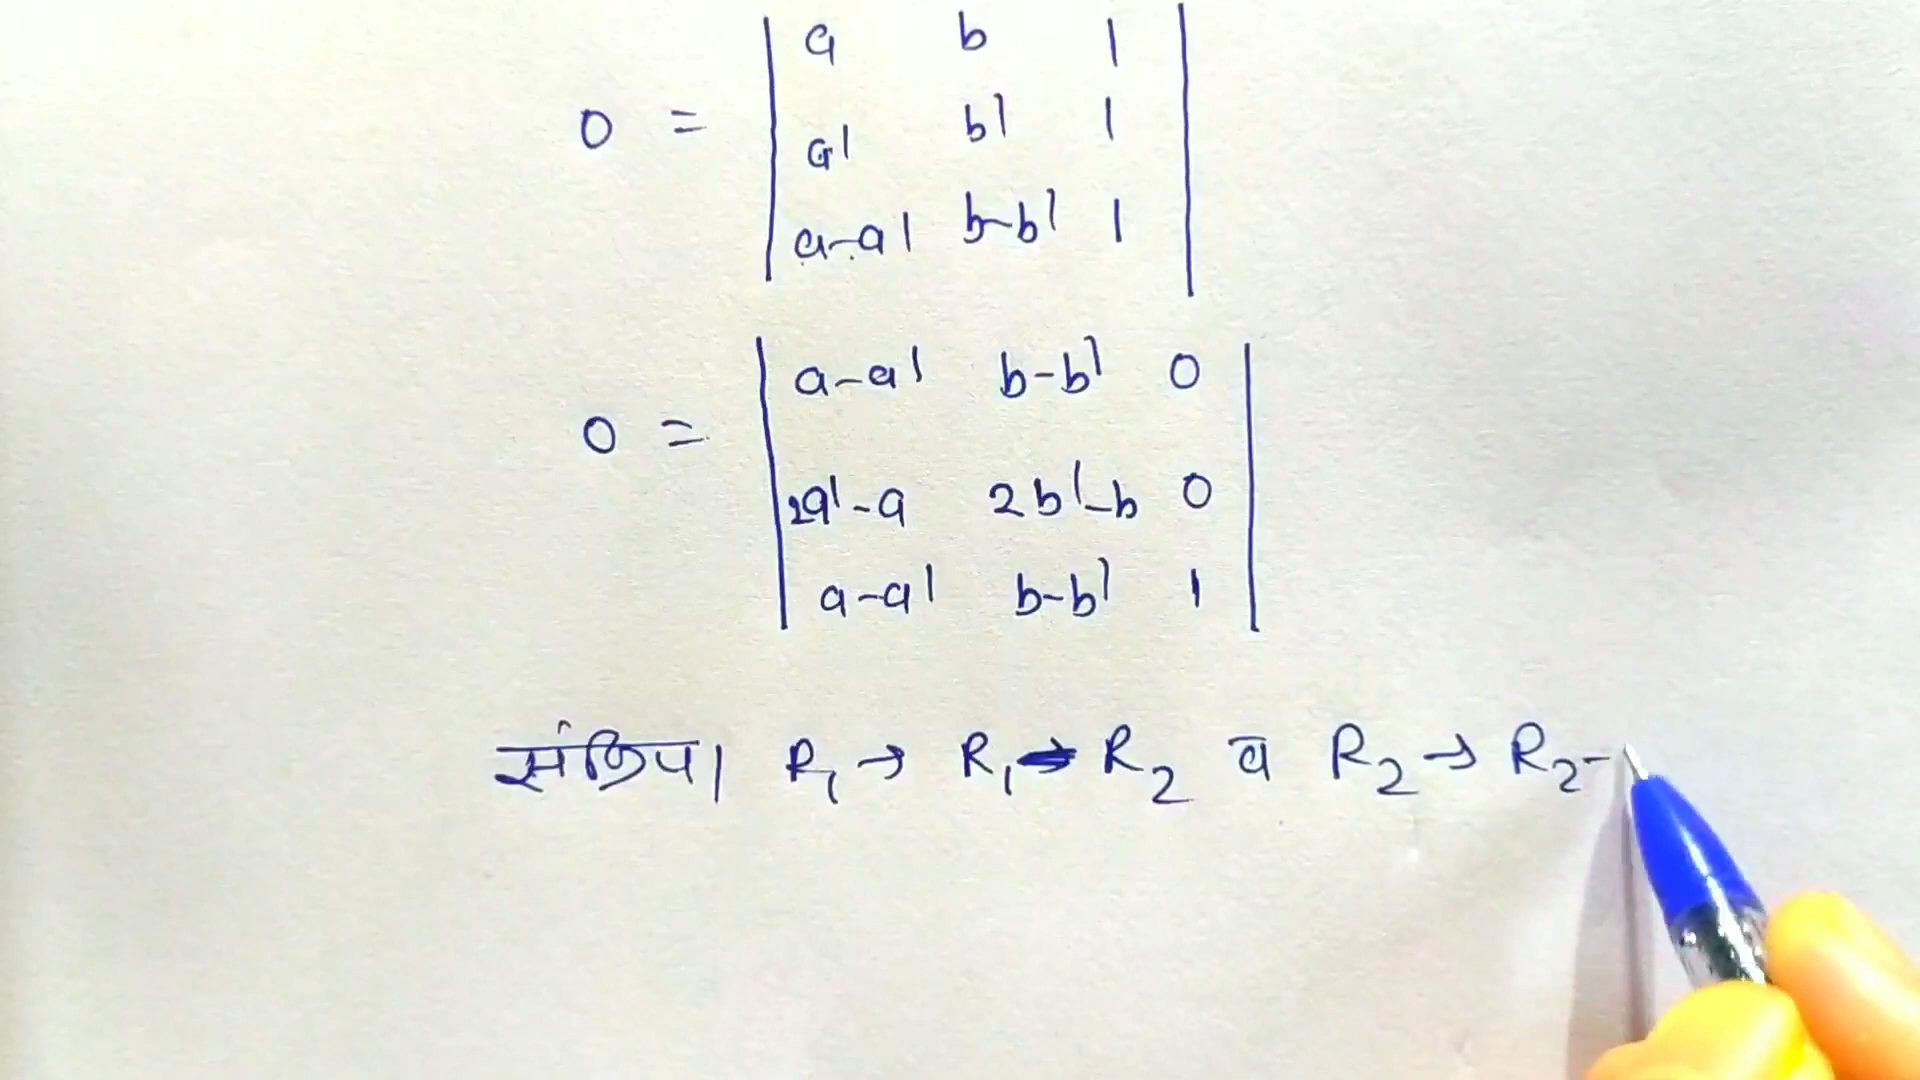 | a b 1 |
0 = | a' b' 1 |
| a-a' b-b' 1 |
| a-a' b-b' 0 |
0 = | 2a'-a 2b'-b 0 |
| a-a' b-b' 1 |
संक्रिया R₁ → R₁ - R₂ व R₂ → R₂ -